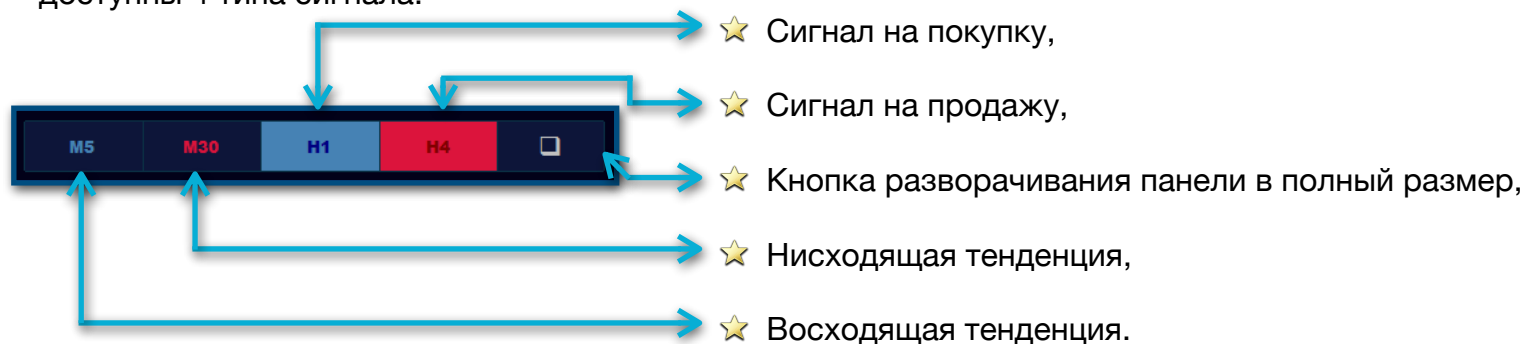 Сигнал на покупку,
Сигнал на продажу,
M5 M30 H1 H4
Кнопка разворачивания панели в полный размер,
Нисходящая тенденция,
Восходящая тенденция.